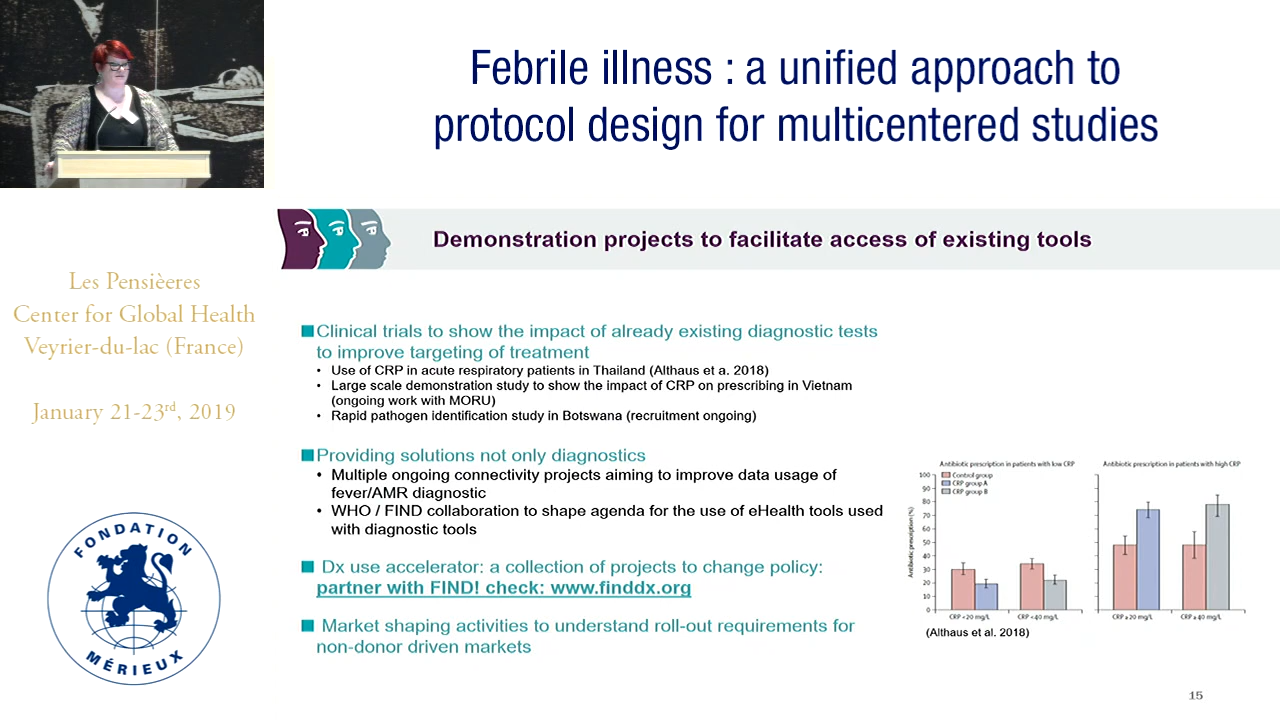 Febrile illness : a unified approach to
protocol design for multicentered studies
Les Pensièeres
Center for Global Health
Veyrier-du-lac (France)
January 21-23rd, 2019
FONDATION
MÉRIEUX
Demonstration projects to facilitate access of existing tools
Clinical trials to show the impact of already existing diagnostic tests
to improve targeting of treatment
• Use of CRP in acute respiratory patients in Thailand (Althaus et a. 2018)
• Large scale demonstration study to show the impact of CRP on prescribing in Vietnam
(ongoing work with MORU)
• Rapid pathogen identification study in Botswana (recruitment ongoing)
Providing solutions not only diagnostics
• Multiple ongoing connectivity projects aiming to improve data usage of
fever/AMR diagnostic
• WHO / FIND collaboration to shape agenda for the use of eHealth tools used
with diagnostic tools
Dx use accelerator: a collection of projects to change policy:
partner with FIND! check: www.finddx.org
Market shaping activities to understand roll-out requirements for
non-donor driven markets
Antibiotic prescription in patients with low CRP
Antibiotic prescription in patients with high CRP
Control group
CRP group A
CRP group B
Antibiotic prescription (%)
100
90
80
70
60
50
40
30
20
10
0
CRP <20 mg/L
CRP <40 mg/L
CRP ≥20 mg/L
CRP ≥40 mg/L
(Althaus et al. 2018)
15